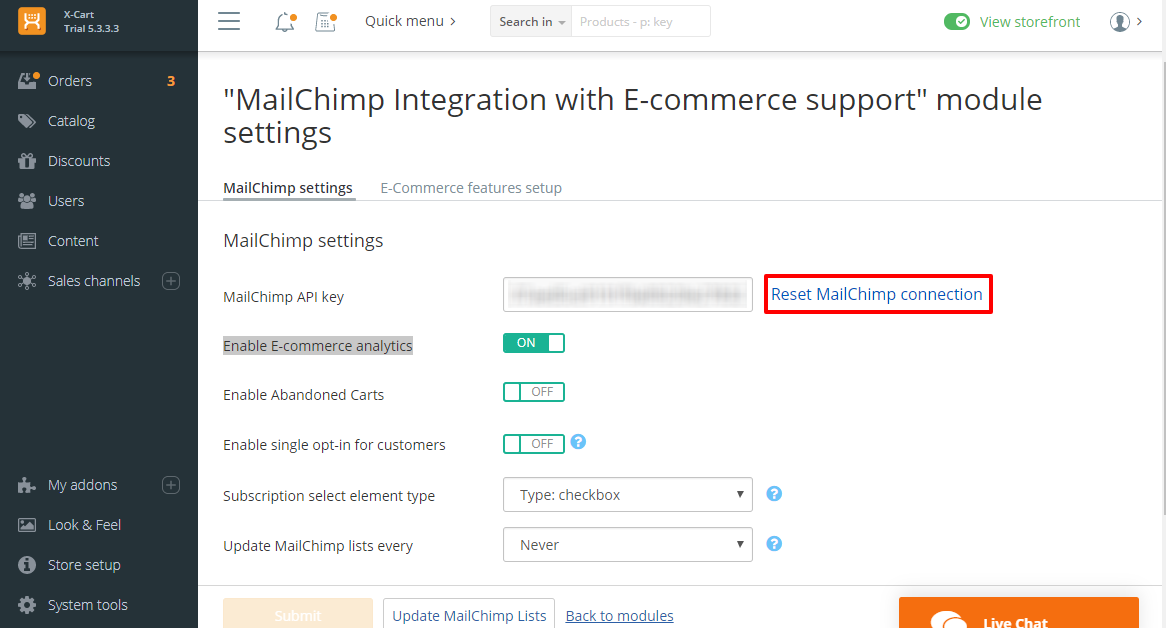 X-Cart
Trial 5.3.3.3
Quick menu
Search in
Products - p: key
View storefront
Orders 3
Catalog
Discounts
Users
Content
Sales channels
My addons
Look & Feel
Store setup
System tools
"MailChimp Integration with E-commerce support" module
settings
MailChimp settings
E-Commerce features setup
MailChimp settings
MailChimp API key
Reset MailChimp connection
Enable E-commerce analytics
ON
Enable Abandoned Carts
OFF
Enable single opt-in for customers
OFF
?
Subscription select element type
Type: checkbox
?
Update MailChimp lists every
Never
?
Submit
Update MailChimp Lists
Back to modules
Live Chat